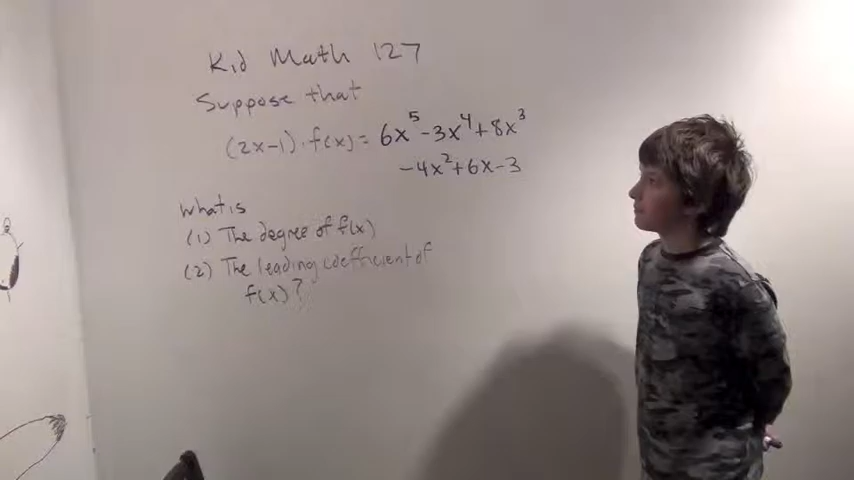 Kid Math 127
Suppose that
(2x-1)·f(x) = 6x⁵-3x⁴+8x³
-4x²+6x-3
What is
(1) The degree of f(x)
(2) The leading coefficient of
f(x)?